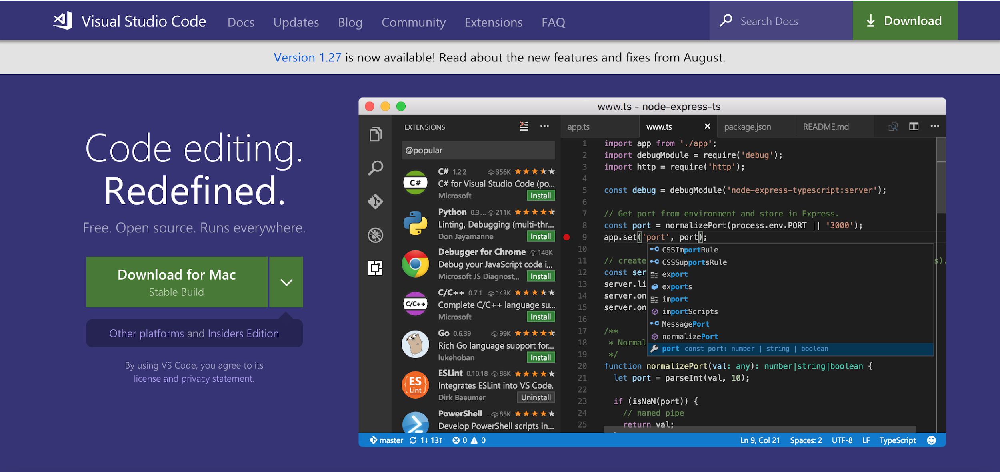 Visual Studio Code Docs Updates Blog Community Extensions FAQ Search Docs Download
Version 1.27 is now available! Read about the new features and fixes from August.
Code editing.
Redefined.
Free. Open source. Runs everywhere.
Download for Mac
Stable Build
Other platforms and Insiders Edition
By using VS Code, you agree to its
license and privacy statement.
www.ts - node-express-ts
EXTENSIONS
@popular
C# 1.2.2 356K
C#
C# for Visual Studio Code (po...
Microsoft Install
Python 0.3.... 211K
Linting, Debugging (multi-thr...
Don Jayamanne Install
Debugger for Chrome 148K
Debug your JavaScript code i...
Microsoft JS Diagnost... Install
C/C++ 0.7.1 143K
C/C++
Complete C/C++ language su...
Microsoft Install
Go 0.6.39 99K
Rich Go language support for...
lukehoban Install
ESLint 0.10.18 88K
{ES}
Lint
Integrates ESLint into VS Code.
Dirk Baeumer Uninstall
PowerShell ... 85K
Develop PowerShell scripts in...
app.ts www.ts package.json README.md
1 import app from './app';
2 import debugModule = require('debug');
3 import http = require('http');
4
5 const debug = debugModule('node-express-typescript:server');
6
7 // Get port from environment and store in Express.
8 const port = normalizePort(process.env.PORT || '3000');
9 app.set('port', port);
10
11 // create s).
12 const ser
13 server.li
14 server.on
15 server.on
16
17 /**
18 * Normal
19 */
20 function normalizePort(val: any): number|string|boolean {
21 let port = parseInt(val, 10);
22
23 if (isNaN(port)) {
24 // named pipe
25 return val;
CSSImportRule
CSSSupportsRule
export
exports
import
importScripts
MessagePort
normalizePort
port const port: number | string | boolean
master 1↓ 13↑ 0 0 Ln 9, Col 21 Spaces: 2 UTF-8 LF TypeScript